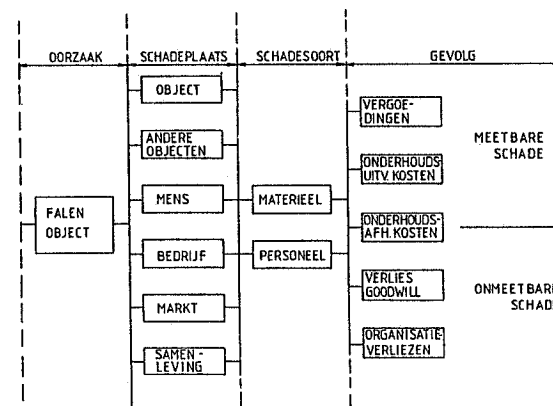 OORZAAK
SCHADEPLAATS
SCHADESOORT
GEVOLG
FALEN
OBJECT
OBJECT
ANDERE
OBJECTEN
MENS
BEDRIJF
MARKT
SAMEN-
LEVING
MATERIEEL
PERSONEEL
VERGOE-
DINGEN
ONDERHOUDS-
UITV. KOSTEN
ONDERHOUDS-
AFH. KOSTEN
VERLIES
GOODWILL
ORGANISATIE-
VERLIEZEN
MEETBARE
SCHADE
ONMEETBARE
SCHADE